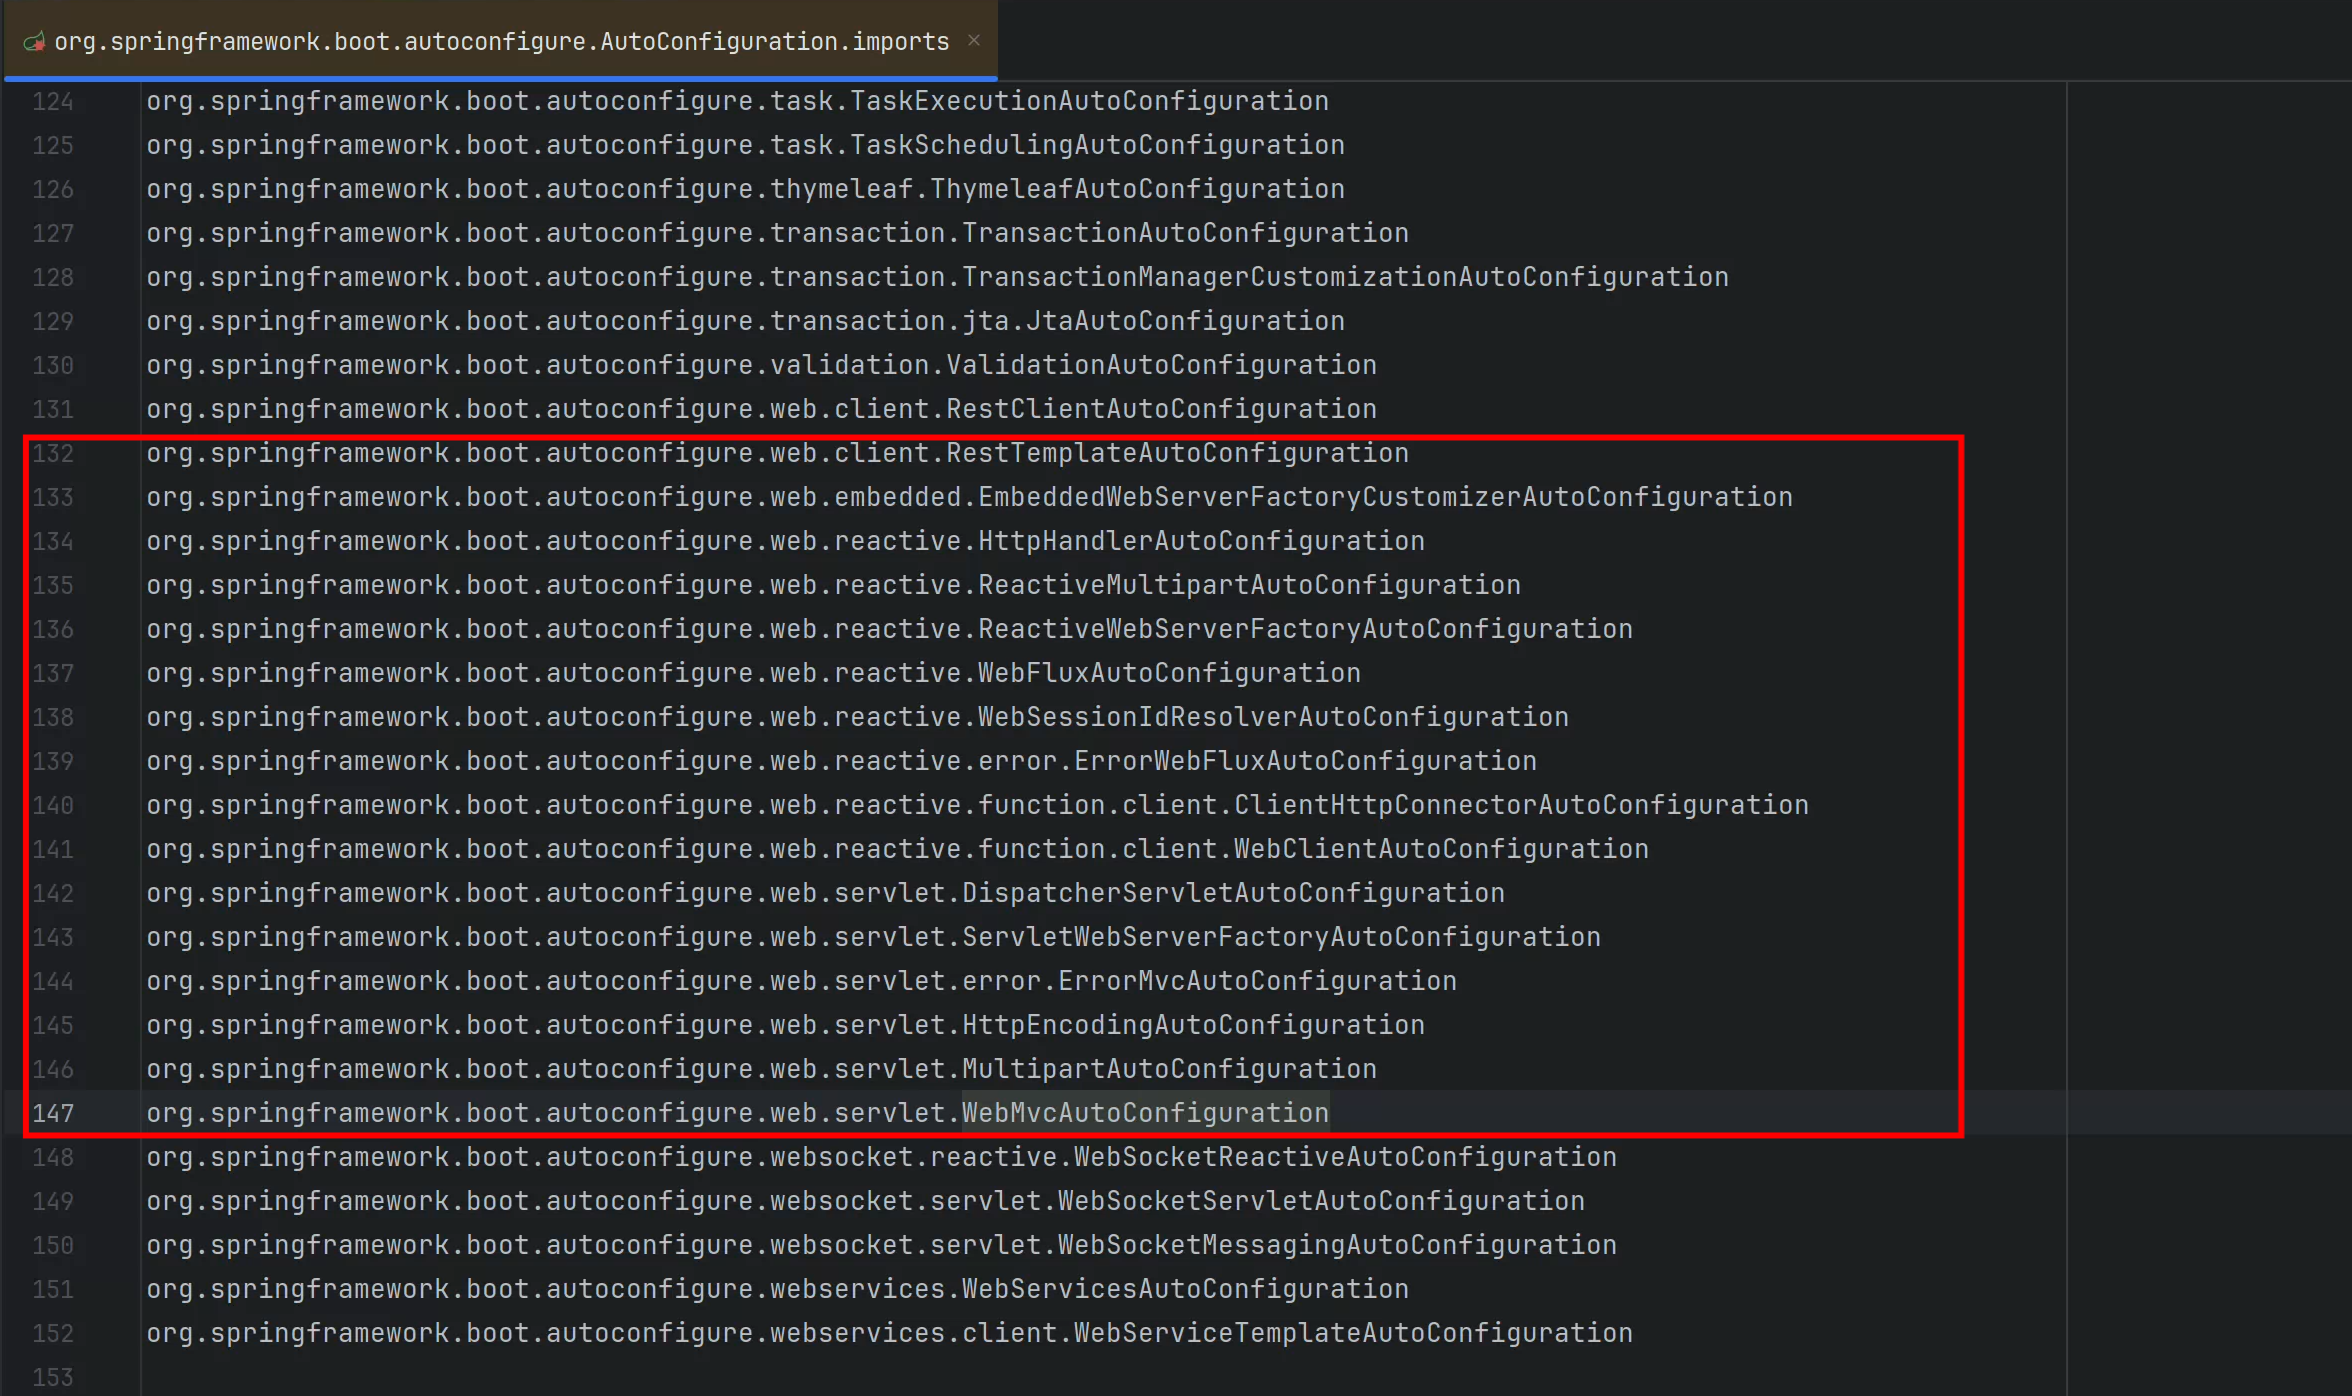 org.springframework.boot.autoconfigure.AutoConfiguration.imports ×
124 org.springframework.boot.autoconfigure.task.TaskExecutionAutoConfiguration
125 org.springframework.boot.autoconfigure.task.TaskSchedulingAutoConfiguration
126 org.springframework.boot.autoconfigure.thymeleaf.ThymeleafAutoConfiguration
127 org.springframework.boot.autoconfigure.transaction.TransactionAutoConfiguration
128 org.springframework.boot.autoconfigure.transaction.TransactionManagerCustomizationAutoConfiguration
129 org.springframework.boot.autoconfigure.transaction.jta.JtaAutoConfiguration
130 org.springframework.boot.autoconfigure.validation.ValidationAutoConfiguration
131 org.springframework.boot.autoconfigure.web.client.RestClientAutoConfiguration
132 org.springframework.boot.autoconfigure.web.client.RestTemplateAutoConfiguration
133 org.springframework.boot.autoconfigure.web.embedded.EmbeddedWebServerFactoryCustomizerAutoConfiguration
134 org.springframework.boot.autoconfigure.web.reactive.HttpHandlerAutoConfiguration
135 org.springframework.boot.autoconfigure.web.reactive.ReactiveMultipartAutoConfiguration
136 org.springframework.boot.autoconfigure.web.reactive.ReactiveWebServerFactoryAutoConfiguration
137 org.springframework.boot.autoconfigure.web.reactive.WebFluxAutoConfiguration
138 org.springframework.boot.autoconfigure.web.reactive.WebSessionIdResolverAutoConfiguration
139 org.springframework.boot.autoconfigure.web.reactive.error.ErrorWebFluxAutoConfiguration
140 org.springframework.boot.autoconfigure.web.reactive.function.client.ClientHttpConnectorAutoConfiguration
141 org.springframework.boot.autoconfigure.web.reactive.function.client.WebClientAutoConfiguration
142 org.springframework.boot.autoconfigure.web.servlet.DispatcherServletAutoConfiguration
143 org.springframework.boot.autoconfigure.web.servlet.ServletWebServerFactoryAutoConfiguration
144 org.springframework.boot.autoconfigure.web.servlet.error.ErrorMvcAutoConfiguration
145 org.springframework.boot.autoconfigure.web.servlet.HttpEncodingAutoConfiguration
146 org.springframework.boot.autoconfigure.web.servlet.MultipartAutoConfiguration
147 org.springframework.boot.autoconfigure.web.servlet.WebMvcAutoConfiguration
148 org.springframework.boot.autoconfigure.websocket.reactive.WebSocketReactiveAutoConfiguration
149 org.springframework.boot.autoconfigure.websocket.servlet.WebSocketServletAutoConfiguration
150 org.springframework.boot.autoconfigure.websocket.servlet.WebSocketMessagingAutoConfiguration
151 org.springframework.boot.autoconfigure.webservices.WebServicesAutoConfiguration
152 org.springframework.boot.autoconfigure.webservices.client.WebServiceTemplateAutoConfiguration
153